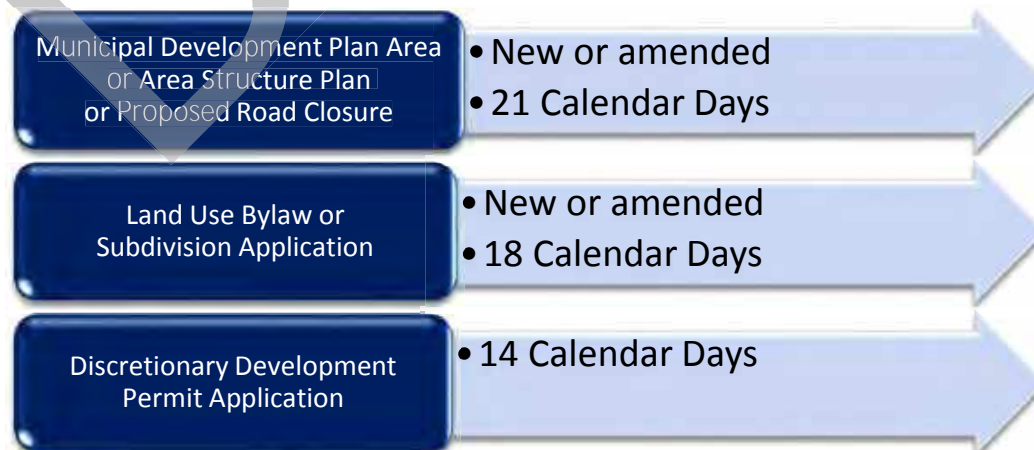 Municipal Development Plan Area
or Area Structure Plan
or Proposed Road Closure
• New or amended
• 21 Calendar Days
Land Use Bylaw or
Subdivision Application
• New or amended
• 18 Calendar Days
Discretionary Development
Permit Application
• 14 Calendar Days